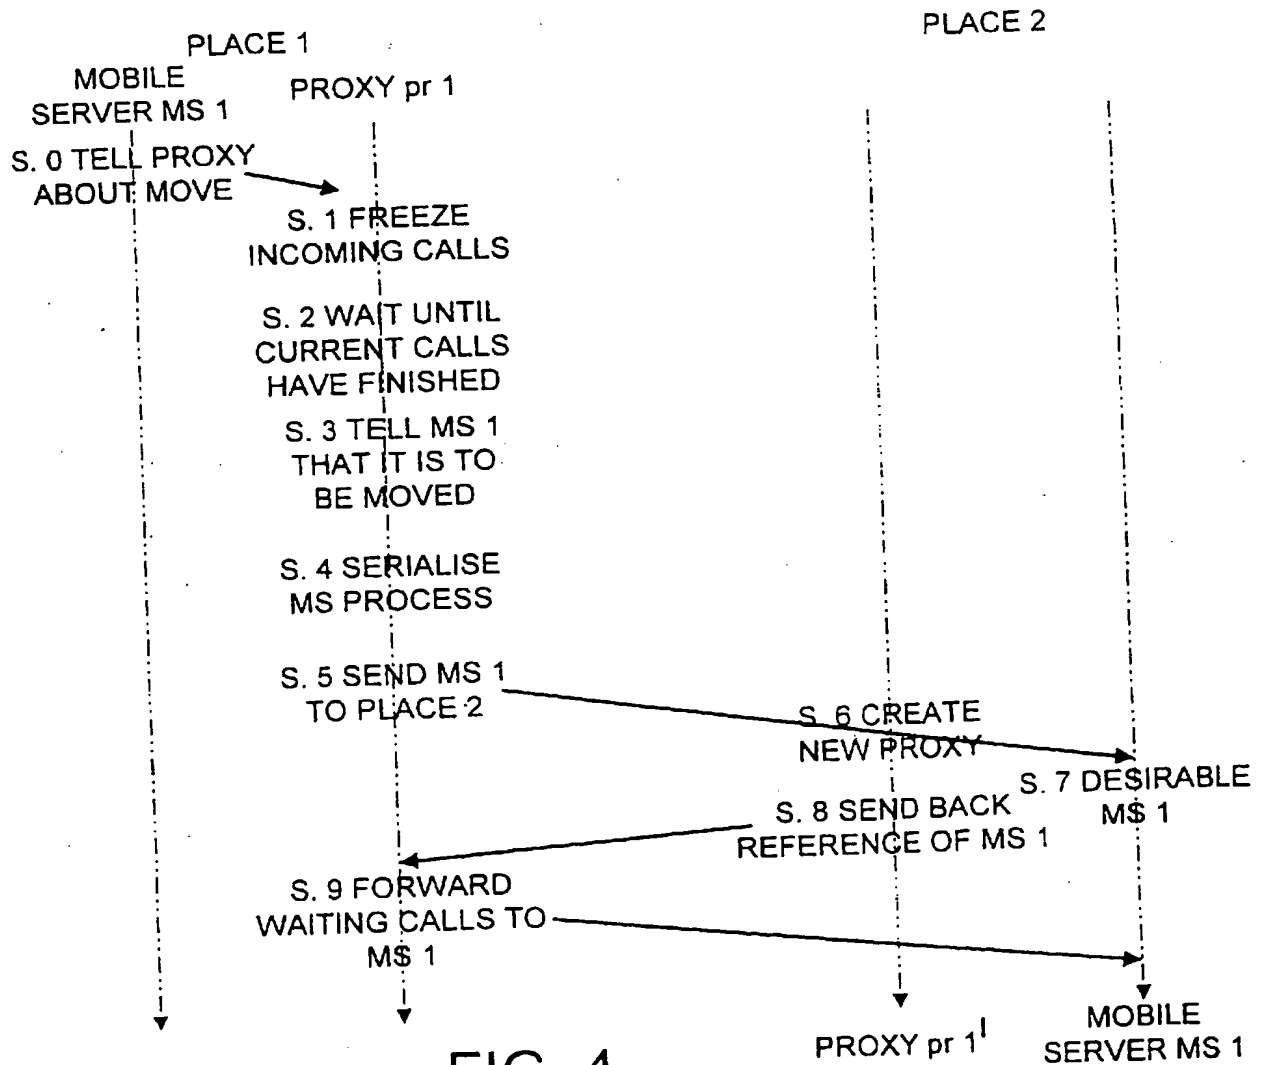 PLACE 1
PLACE 2
MOBILE
SERVER MS 1
PROXY pr 1
S. 0 TELL PROXY
ABOUT MOVE
S. 1 FREEZE
INCOMING CALLS
S. 2 WAIT UNTIL
CURRENT CALLS
HAVE FINISHED
S. 3 TELL MS 1
THAT IT IS TO
BE MOVED
S. 4 SERIALISE
MS PROCESS
S. 5 SEND MS 1
TO PLACE 2
S. 6 CREATE
NEW PROXY
S. 7 DESIRABLE
MS 1
S. 8 SEND BACK
REFERENCE OF MS 1
S. 9 FORWARD
WAITING CALLS TO
MS 1
PROXY pr 1'
MOBILE
SERVER MS 1
FIG. 4